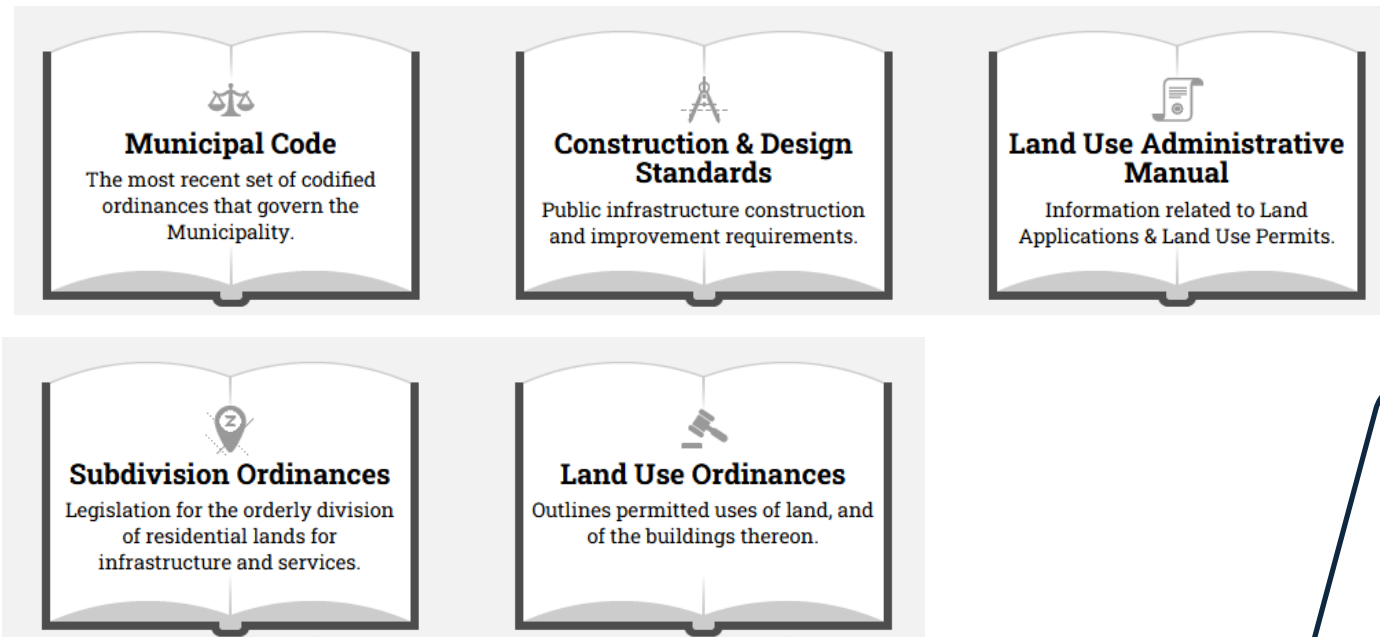 Municipal Code
The most recent set of codified
ordinances that govern the
Municipality.
Construction & Design
Standards
Public infrastructure construction
and improvement requirements.
Land Use Administrative
Manual
Information related to Land
Applications & Land Use Permits.
Z
Subdivision Ordinances
Legislation for the orderly division
of residential lands for
infrastructure and services.
Land Use Ordinances
Outlines permitted uses of land, and
of the buildings thereon.